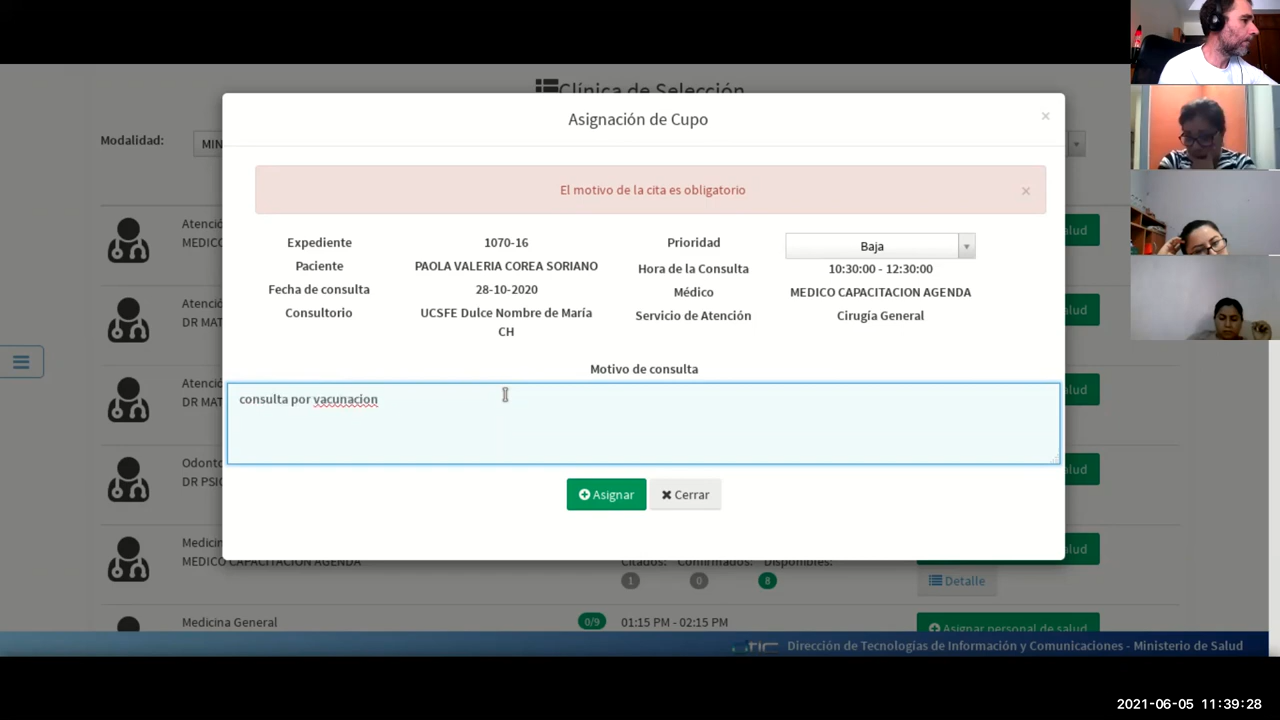 Clínica de Selección
Modalidad:
MIN
Asignación de Cupo
×
El motivo de la cita es obligatorio
×
Expediente
1070-16
Prioridad
Baja
Paciente
PAOLA VALERIA COREA SORIANO
Hora de la Consulta
10:30:00 - 12:30:00
Fecha de consulta
28-10-2020
Médico
MEDICO CAPACITACION AGENDA
Consultorio
UCSFE Dulce Nombre de María
CH
Servicio de Atención
Cirugía General
Motivo de consulta
consulta por vacunacion
Asignar
Cerrar
Atenció
MEDICO
alud
Atenció
DR MAT
alud
Atenció
DR MAT
alud
Odonto
DR PSIC
alud
Medicin
MEDICO CAPACITACION AGENDA
Citados:
Confirmados:
Disponibles:
1
0
8
alud
Detalle
Medicina General
0/9
01:15 PM - 02:15 PM
Asignar personal de salud
Dirección de Tecnologías de Información y Comunicaciones - Ministerio de Salud
2021-06-05 11:39:28